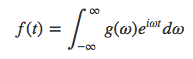 f(t) = ∫_{-∞}^{∞} g(ω)e^{iωt}dω